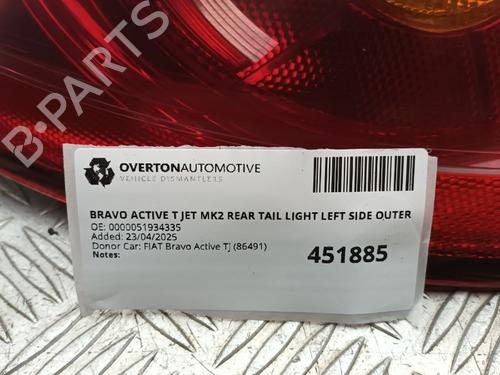 B-PARTS
OVERTONAUTOMOTIVE
VEHICLE DISMANTLERS
BRAVO ACTIVE T JET MK2 REAR TAIL LIGHT LEFT SIDE OUTER
OE: 0000051934335
Added: 23/04/2025
Donor Car: FIAT Bravo Active TJ (86491)
Notes:
451885